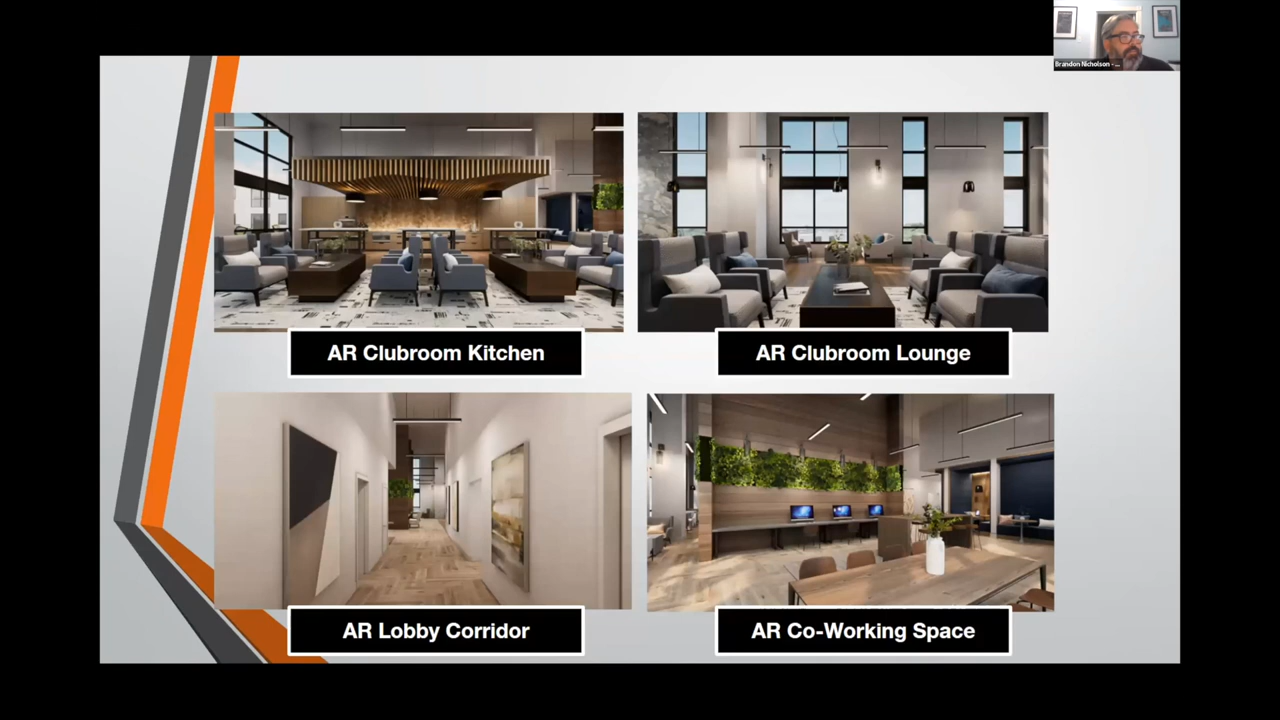 Brandon Nicholson - ...
AR Clubroom Kitchen
AR Clubroom Lounge
AR Lobby Corridor
AR Co-Working Space